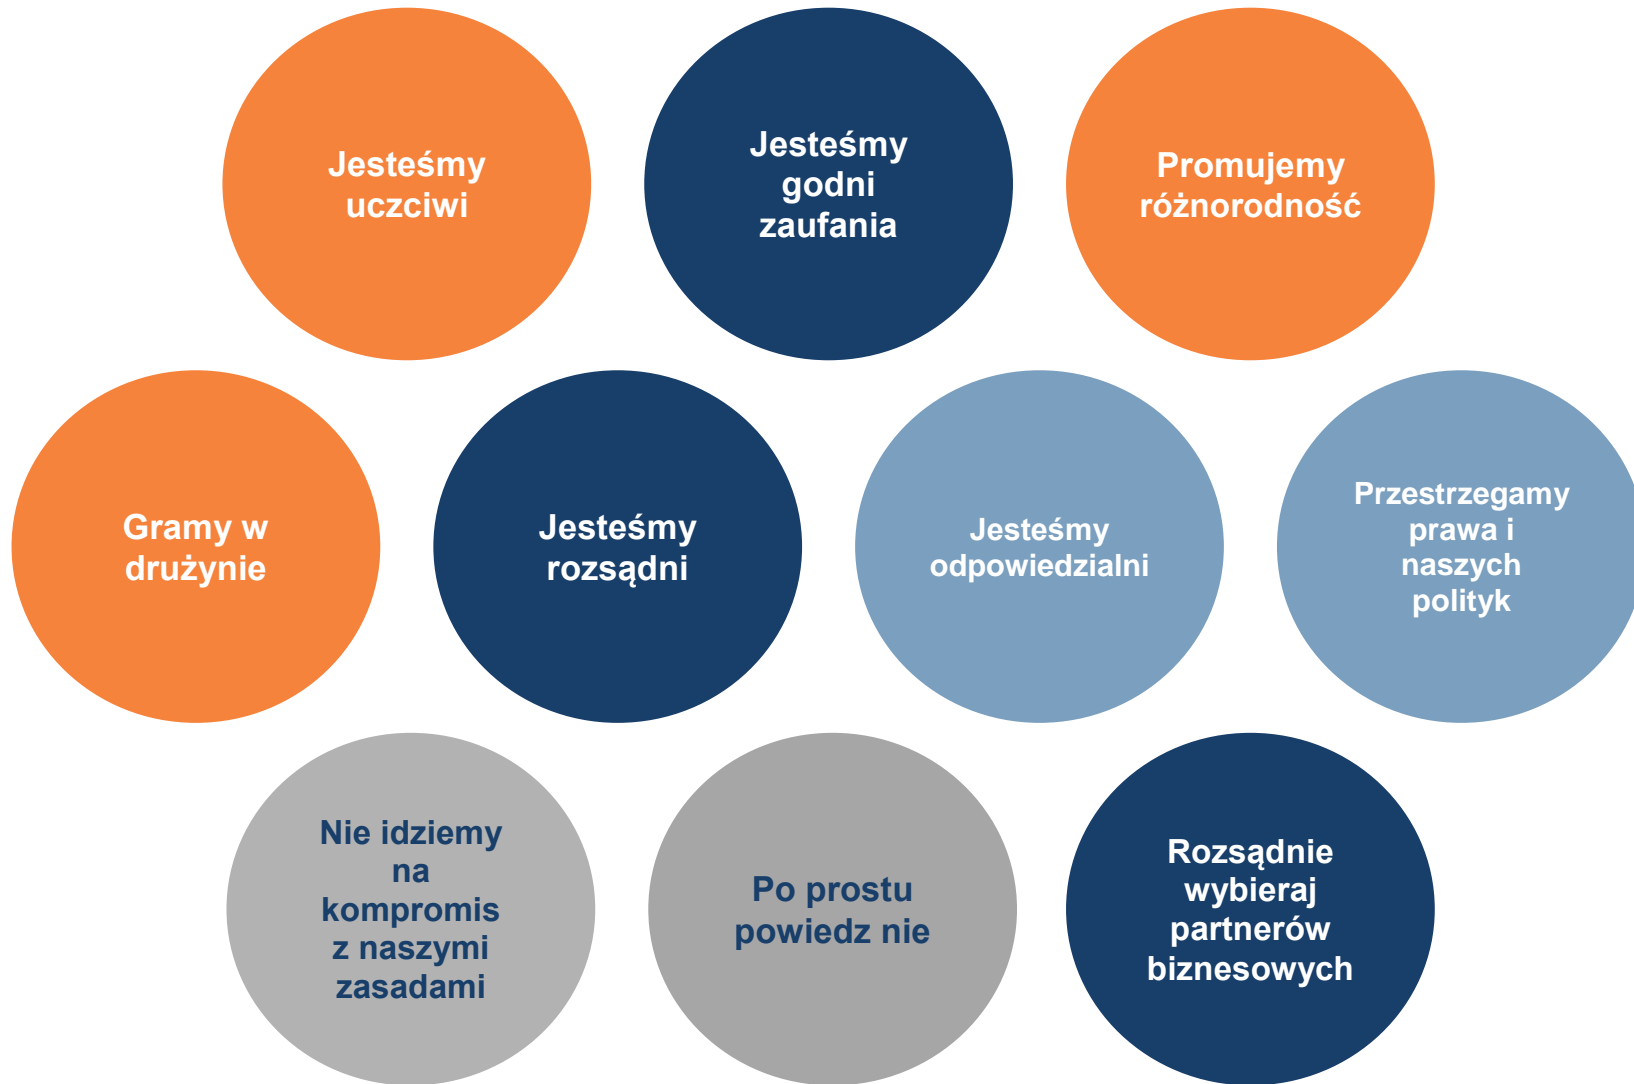 Jesteśmy
uczciwi
Jesteśmy
godni
zaufania
Promujemy
różnorodność
Gramy w
drużynie
Jesteśmy
rozsądni
Jesteśmy
odpowiedzialni
Przestrzegamy
prawa i
naszych
polityk
Nie idziemy
na
kompromis
z naszymi
zasadami
Po prostu
powiedz nie
Rozsądnie
wybieraj
partnerów
biznesowych